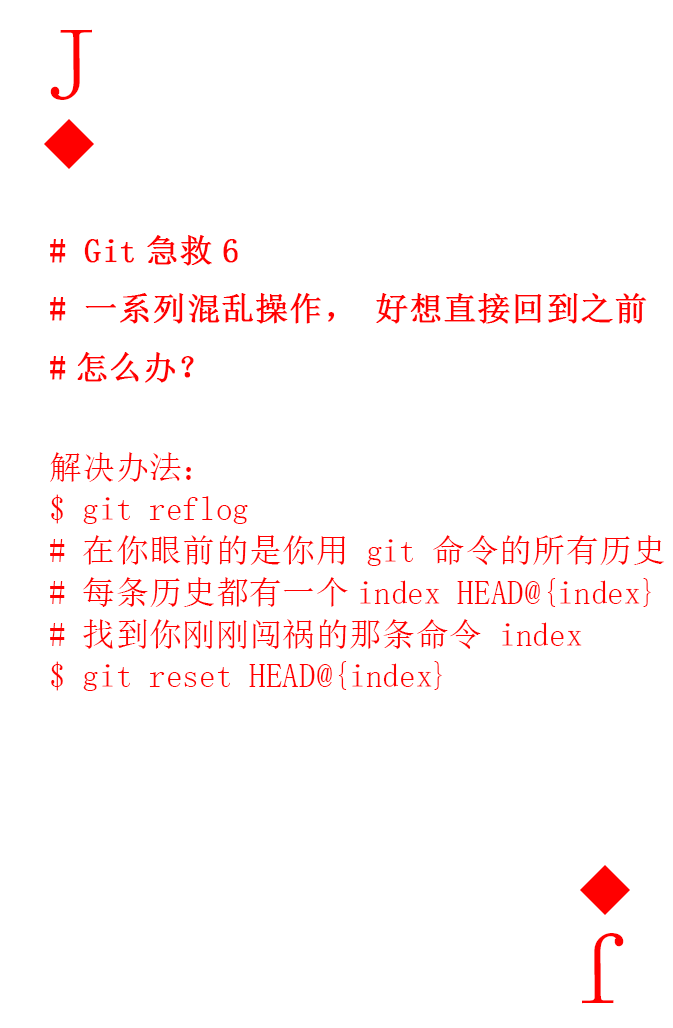 J
# Git 急救 6
# 一系列混乱操作， 好想直接回到之前
# 怎么办？
解决办法：
$ git reflog
# 在你眼前的是你用 git 命令的所有历史
# 每条历史都有一个 index HEAD@{index}
# 找到你刚刚闯祸的那条命令 index
$ git reset HEAD@{index}
J